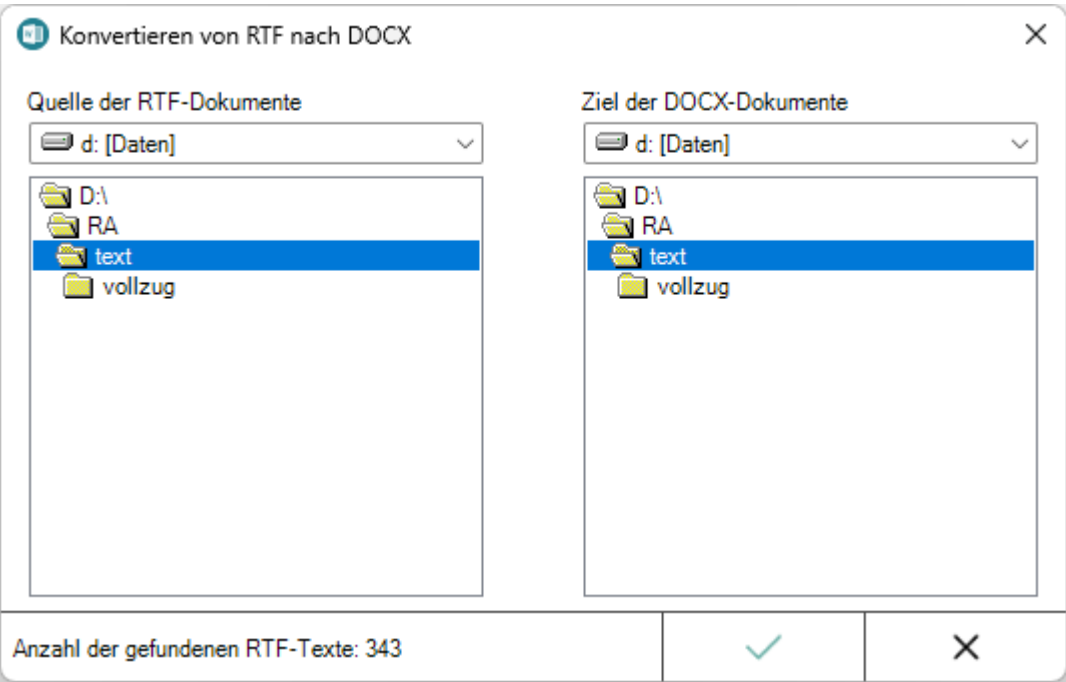 Konvertieren von RTF nach DOCX
Quelle der RTF-Dokumente
d: [Daten]
D:\
RA
text
vollzug
Ziel der DOCX-Dokumente
d: [Daten]
D:\
RA
text
vollzug
Anzahl der gefundenen RTF-Texte: 343